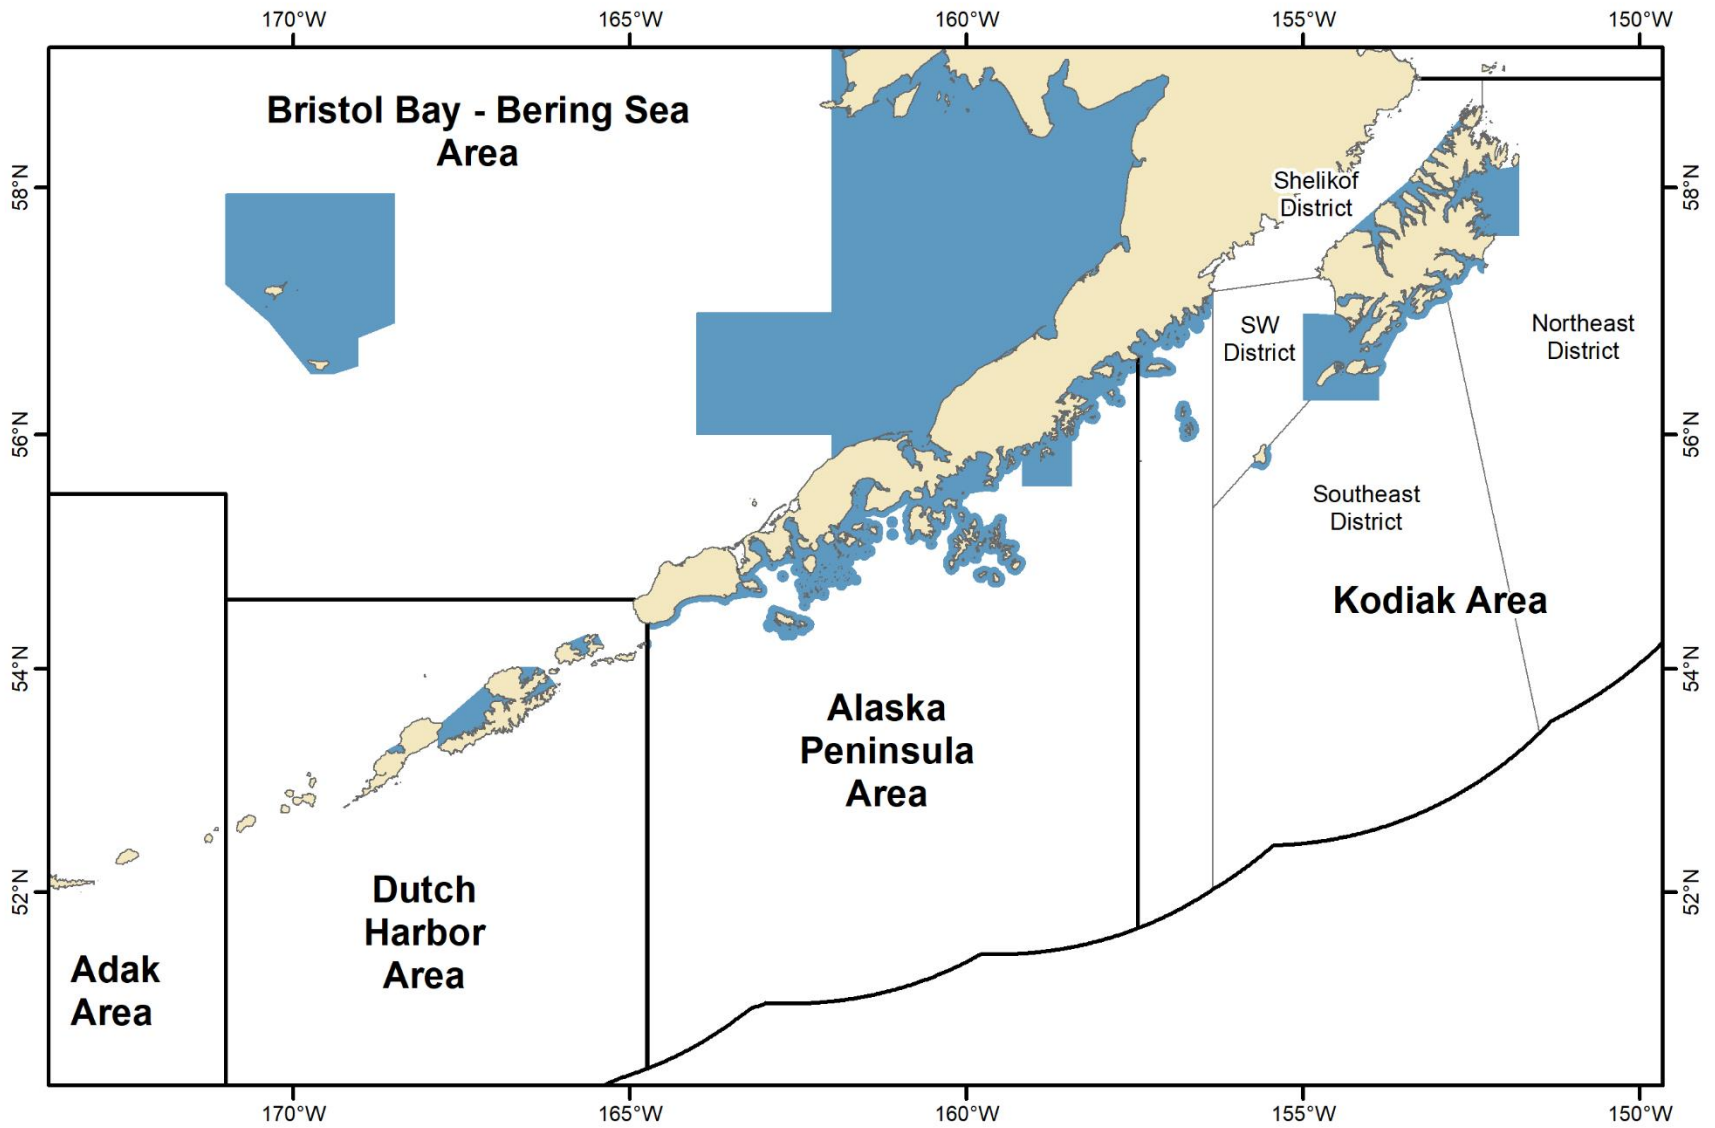 170°W
165°W
160°W
155°W
150°W
Bristol Bay - Bering Sea
Area
58°N
58°N
Shelikof
District
SW
District
Northeast
District
56°N
56°N
Southeast
District
Kodiak Area
54°N
54°N
Alaska
Peninsula
Area
Dutch
Harbor
Area
52°N
52°N
Adak
Area
170°W
165°W
160°W
155°W
150°W